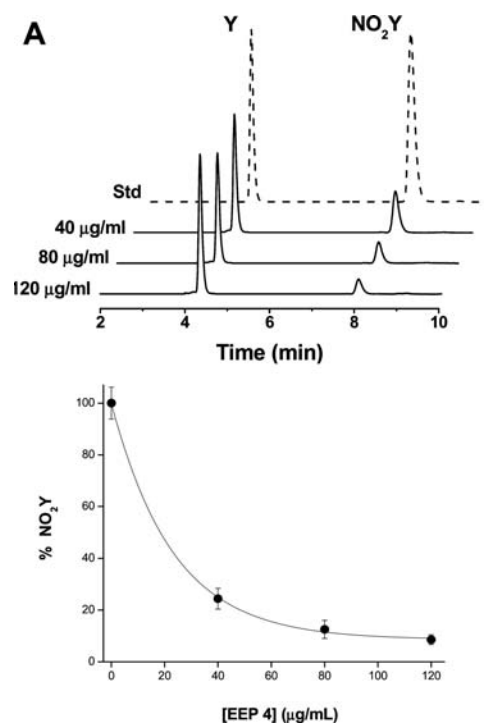 A
Y
NO₂Y
Std
40 μg/ml
80 μg/ml
120 μg/ml
2 4 6 8 10
Time (min)
100
80
60
40
20
0
% NO₂Y
0 20 40 60 80 100 120
[EEP 4] (μg/mL)